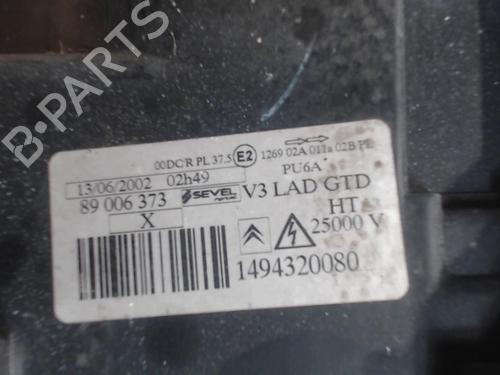 00DC/R PL 37.5 E2 1269 02A 011a 02B PL
PU6A
13/06/2002 02h49
89 006 373 SEVEL V3 LAD GTD
X HT
25000 V
1494320080
B-PARTS